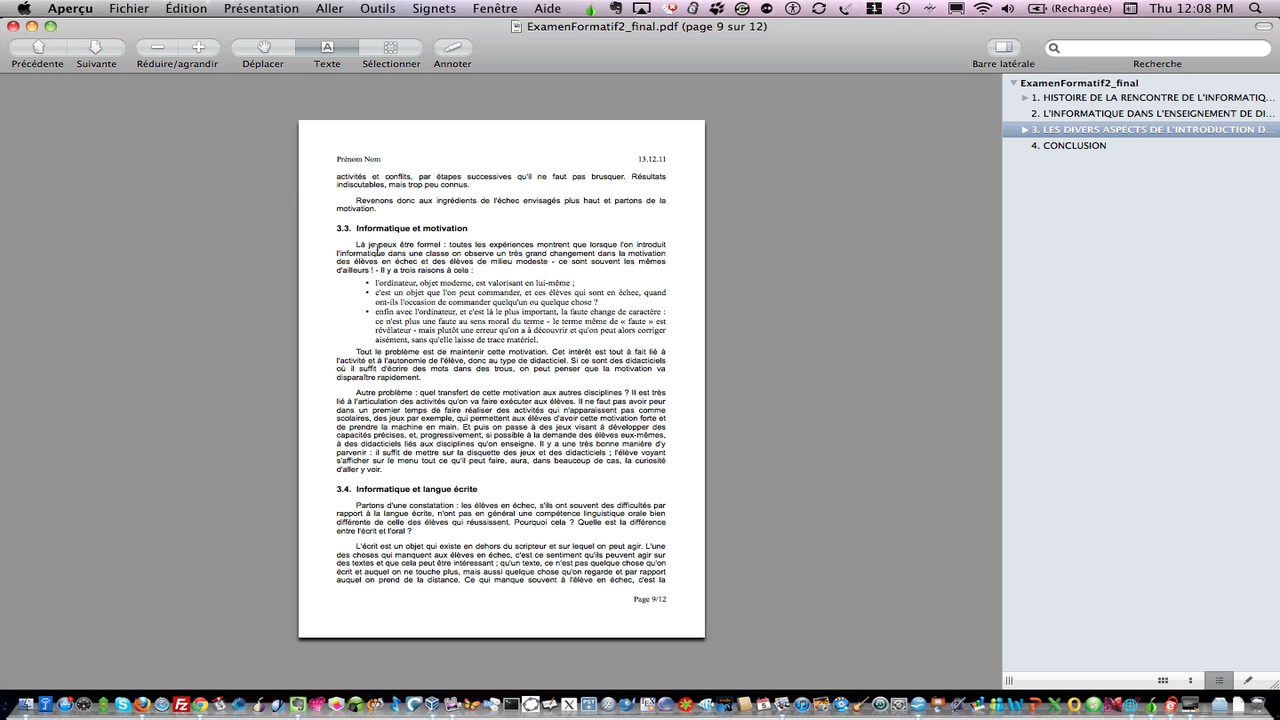 Aperçu Fichier Édition Présentation Aller Outils Signets Fenêtre Aide (Rechargée) Thu 12:08 PM
ExamenFormatif2_final.pdf (page 9 sur 12)
Précédente Suivante Réduire/agrandir Déplacer Texte Sélectionner Annoter Barre latérale Recherche
ExamenFormatif2_final
1. HISTOIRE DE LA RENCONTRE DE L'INFORMATIQ...
2. L'INFORMATIQUE DANS L'ENSEIGNEMENT DE DI...
3. LES DIVERS ASPECTS DE L'INTRODUCTION D...
4. CONCLUSION
Prénom Nom 13.12.11
activités et conflits, par étapes successives qu'il ne faut pas brusquer. Résultats
indiscutables, mais trop peu connus.
Revenons donc aux ingrédients de l'échec envisagés plus haut et partons de la
motivation.
3.3. Informatique et motivation
Là je peux être formel : toutes les expériences montrent que lorsque l'on introduit
l'informatique dans une classe on observe un très grand changement dans la motivation
des élèves en échec et des élèves de milieu modeste - ce sont souvent les mêmes
d'ailleurs ! - Il y a trois raisons à cela :
• l'ordinateur, objet moderne, est valorisant en lui-même ;
• c'est un objet que l'on peut commander, et ces élèves qui sont en échec, quand
ont-ils l'occasion de commander quelqu'un ou quelque chose ?
• enfin avec l'ordinateur, et c'est là le plus important, la faute change de caractère :
ce n'est plus une faute au sens moral du terme - le terme même de « faute » est
révélateur - mais plutôt une erreur qu'on a à découvrir et qu'on peut alors corriger
aisément, sans qu'elle laisse de trace matériel.
Tout le problème est de maintenir cette motivation. Cet intérêt est tout à fait lié à
l'activité et à l'autonomie de l'élève, donc au type de didacticiel. Si ce sont des didacticiels
où il suffit d'écrire des mots dans des trous, on peut penser que la motivation va
disparaître rapidement.
Autre problème : quel transfert de cette motivation aux autres disciplines ? Il est très
lié à l'articulation des activités qu'on va faire exécuter aux élèves. Il ne faut pas avoir peur
dans un premier temps de faire réaliser des activités qui n'apparaissent pas comme
scolaires, des jeux par exemple, qui permettent aux élèves d'avoir cette motivation forte et
de prendre la machine en main. Et puis on passe à des jeux visant à développer des
capacités précises, et, progressivement, si possible à la demande des élèves eux-mêmes,
à des didacticiels liés aux disciplines qu'on enseigne. Il y a une très bonne manière d'y
parvenir : il suffit de mettre sur la disquette des jeux et des didacticiels ; l'élève voyant
s'afficher sur le menu tout ce qu'il peut faire, aura, dans beaucoup de cas, la curiosité
d'aller y voir.
3.4. Informatique et langue écrite
Partons d'une constatation : les élèves en échec, s'ils ont souvent des difficultés par
rapport à la langue écrite, n'ont pas en général une compétence linguistique orale bien
différente de celle des élèves qui réussissent. Pourquoi cela ? Quelle est la différence
entre l'écrit et l'oral ?
L'écrit est un objet qui existe en dehors du scripteur et sur lequel on peut agir. L'une
des choses qui manquent aux élèves en échec, c'est ce sentiment qu'ils peuvent agir sur
des textes et que cela peut être intéressant ; qu'un texte, ce n'est pas quelque chose qu'on
écrit et auquel on ne touche plus, mais aussi quelque chose qu'on regarde et par rapport
auquel on prend de la distance. Ce qui manque souvent à l'élève en échec, c'est la
Page 9/12